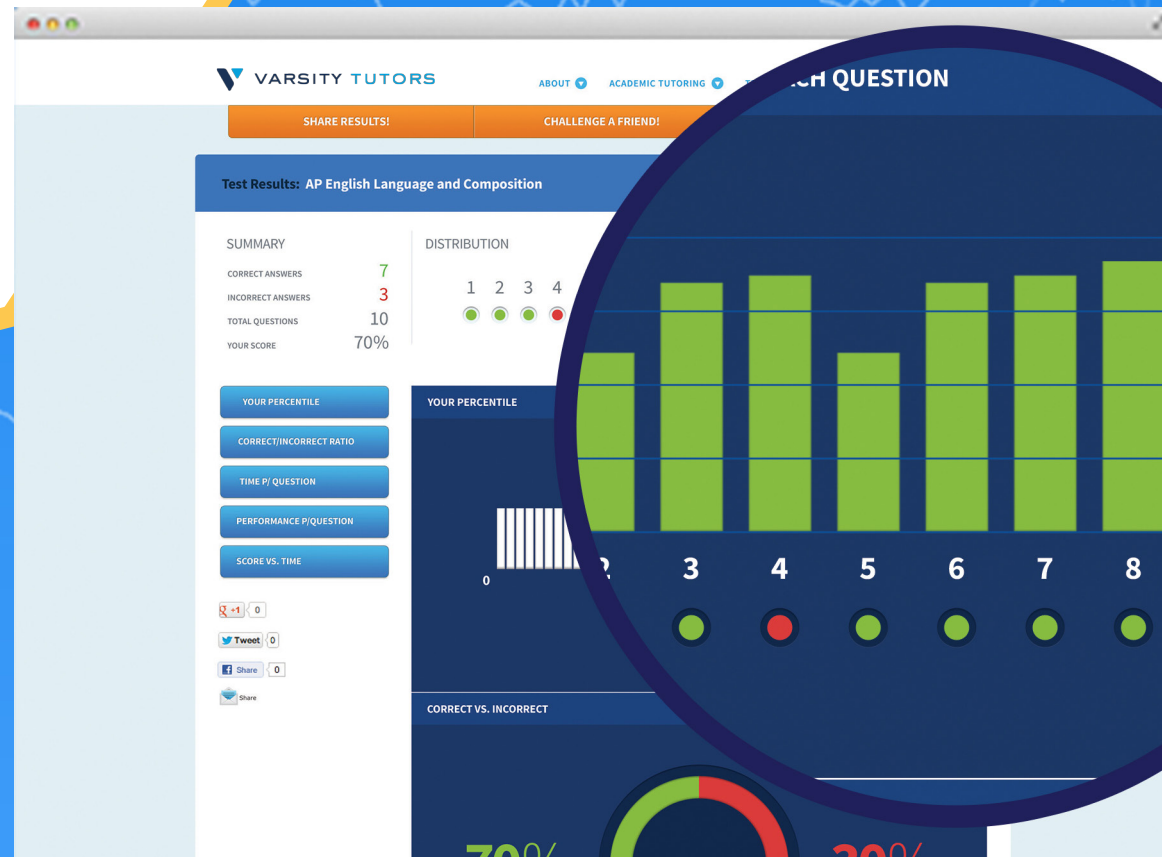 VARSITY TUTORS
ABOUT
ACADEMIC TUTORING
QUESTION
SHARE RESULTS!
CHALLENGE A FRIEND!
Test Results: AP English Language and Composition
SUMMARY
CORRECT ANSWERS 7
INCORRECT ANSWERS 3
TOTAL QUESTIONS 10
YOUR SCORE 70%
DISTRIBUTION
1 2 3 4
YOUR PERCENTILE
CORRECT/INCORRECT RATIO
TIME P/ QUESTION
PERFORMANCE P/QUESTION
SCORE VS. TIME
YOUR PERCENTILE
0
2 3 4 5 6 7 8
+1 0
Tweet 0
Share 0
Share
CORRECT VS. INCORRECT
70%
30%